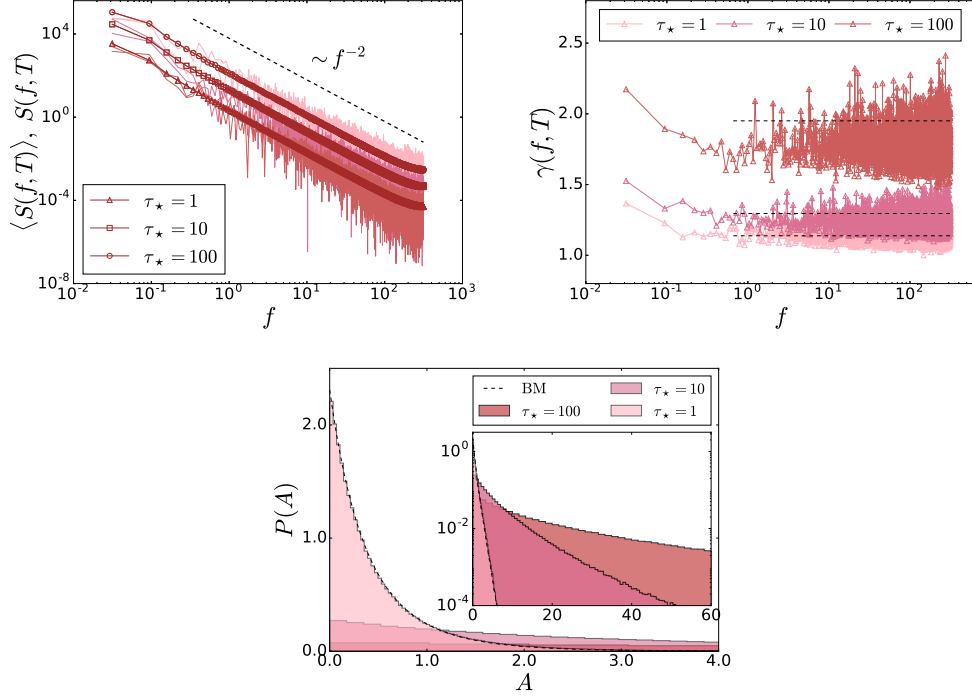 ⟨S(f,T)⟩, S(f,T)
10^4
10^0
10^−4
10^−8
10^−2
10^−1
10^0
10^1
10^2
10^3
f
∼ f^−2
τ⋆ = 1
τ⋆ = 10
τ⋆ = 100
γ(f,T)
2.5
2.0
1.5
1.0
10^−2
10^−1
10^0
10^1
10^2
f
τ⋆ = 1 τ⋆ = 10 τ⋆ = 100
P(A)
2.0
1.0
0.0
0.0 1.0 2.0 3.0 4.0
A
BM τ⋆ = 10
τ⋆ = 100 τ⋆ = 1
10^0
10^−2
10^−4
0 20 40 60